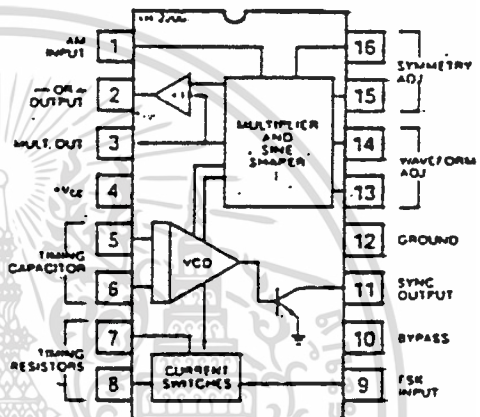 AM
INPUT
1
16
SYMMETRY
ADJ
OUTPUT
2
15
+1
MULTIPLIER
AND
SINE
SHAPER
MULT. OUT
3
14
WAVEFORM
ADJ
13
4
12
GROUND
TIMING
CAPACITOR
5
VCO
11
SYNC
OUTPUT
6
10
BYPASS
TIMING
RESISTORS
7
CURRENT
SWITCHES
8
9
FSK
INPUT